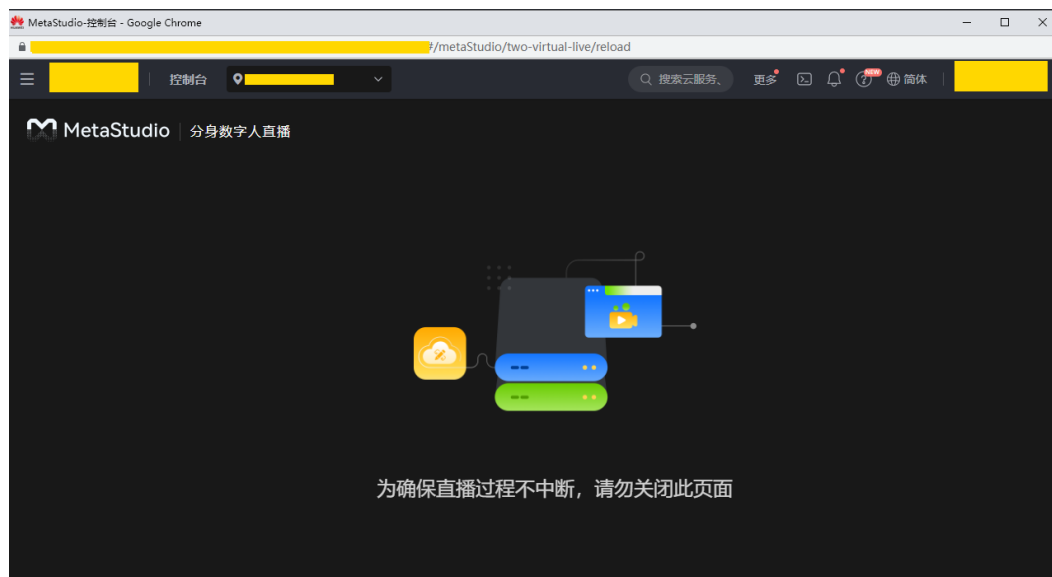 MetaStudio-控制台 - Google Chrome
#/metaStudio/two-virtual-live/reload
控制台
搜索云服务、
更多
NEW
简体
MetaStudio
分身数字人直播
为确保直播过程不中断，请勿关闭此页面